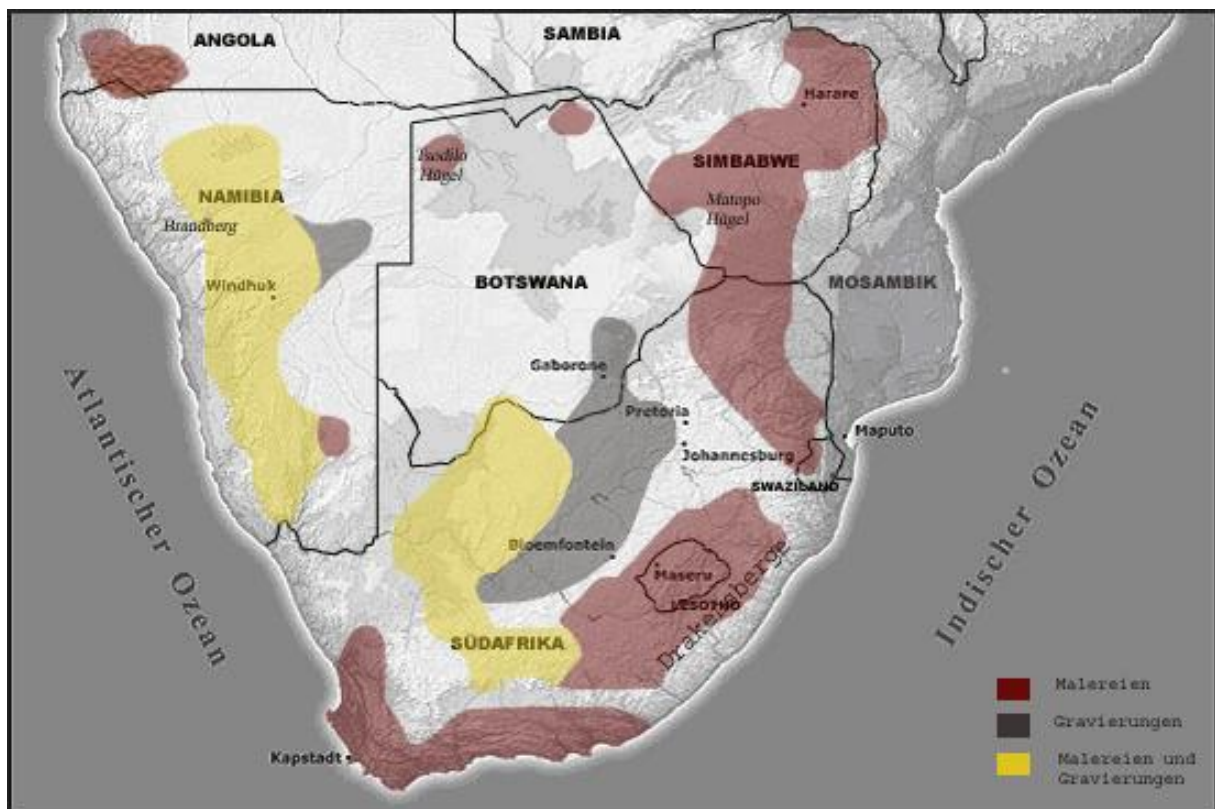 ANGOLA
SAMBIA
Harare
Tsodilo
Hügel
SIMBABWE
NAMIBIA
Matopo
Hügel
Brandberg
Windhuk
BOTSWANA
MOSAMBIK
Gaborone
Pretoria
Maputo
Johannesburg
SWAZILAND
Atlantischer Ozean
Indischer Ozean
Bloemfontein
Maseru
LESOTHO
Drakensberge
SÜDAFRIKA
Kapstadt
Malereien
Gravierungen
Malereien und
Gravierungen